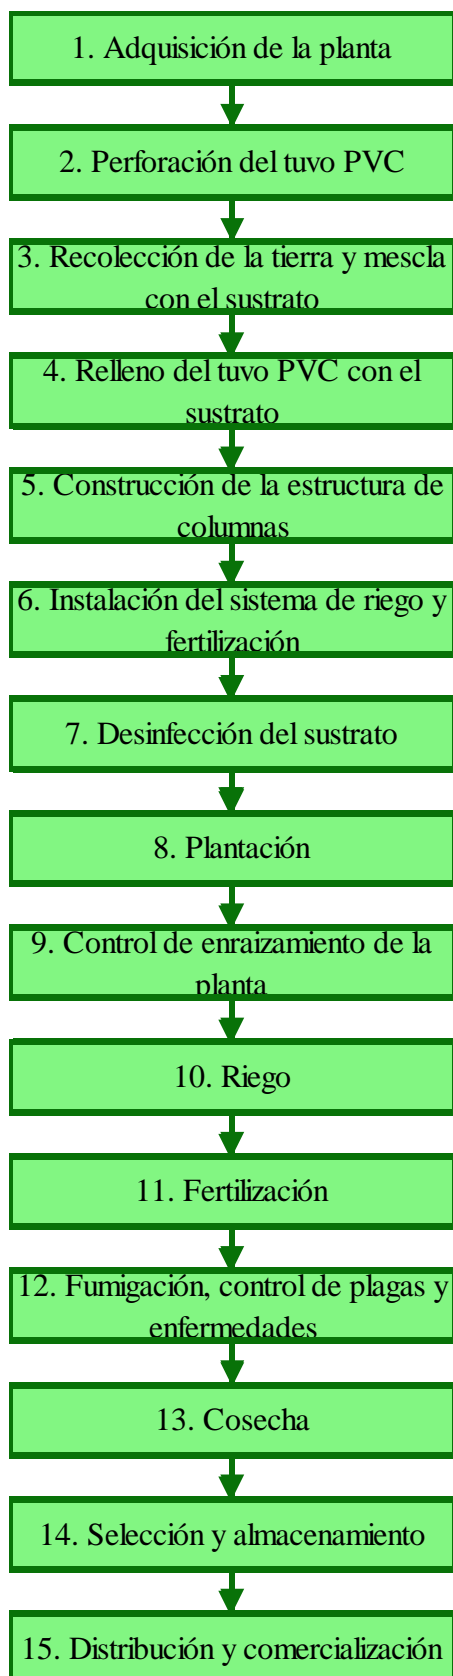 1. Adquisición de la planta
2. Perforación del tuvo PVC
3. Recolección de la tierra y mescla
con el sustrato
4. Relleno del tuvo PVC con el
sustrato
5. Construcción de la estructura de
columnas
6. Instalación del sistema de riego y
fertilización
7. Desinfección del sustrato
8. Plantación
9. Control de enraizamiento de la
planta
10. Riego
11. Fertilización
12. Fumigación, control de plagas y
enfermedades
13. Cosecha
14. Selección y almacenamiento
15. Distribución y comercialización